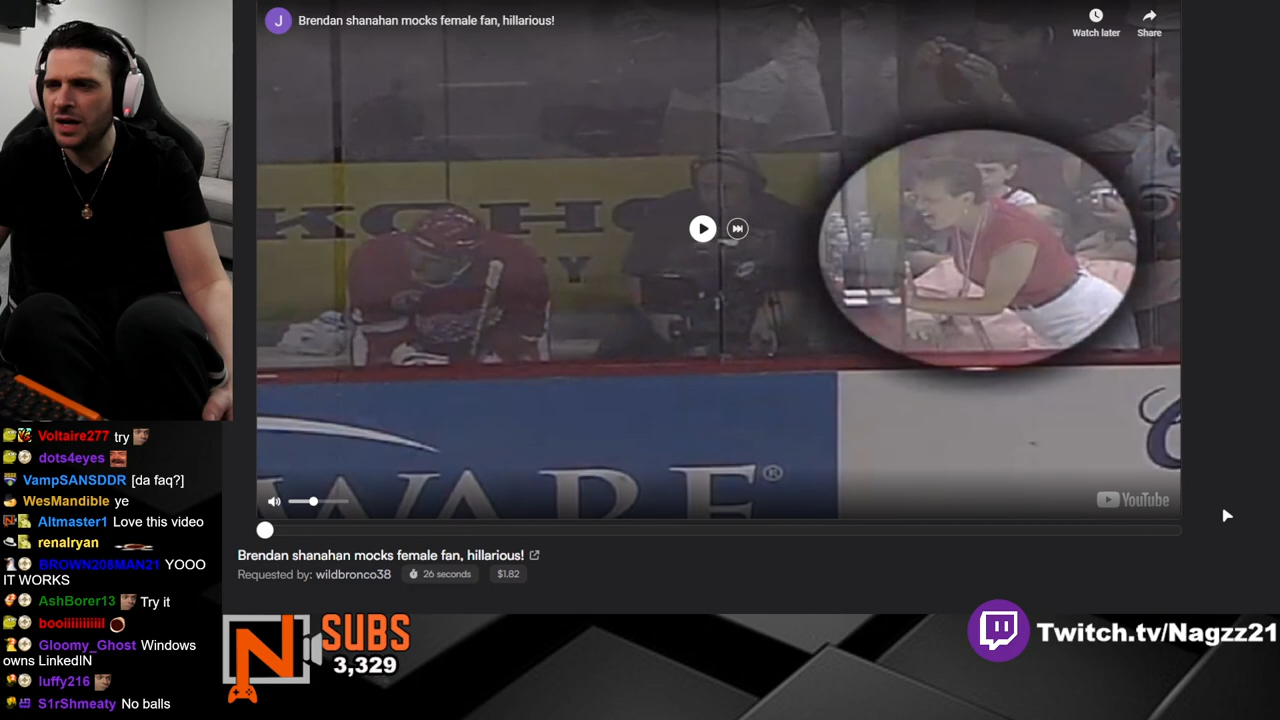 J
Brendan shanahan mocks female fan, hillarious!
Watch later
Share
KOHO
WARE®
YouTube
Brendan shanahan mocks female fan, hillarious!
Requested by: wildbronco38 26 seconds $1.82
Voltaire277 try
dots4eyes
VampSANSDDR [da faq?]
WesMandible ye
Altmaster1 Love this video
renalryan
BROWN208MAN21 YOOO
IT WORKS
AshBorer13 Try it
booiiiiiiiiiiil
Gloomy_Ghost Windows
owns LinkedIN
luffy216
S1rShmeaty No balls
N SUBS
3,329
Twitch.tv/Nagzz21